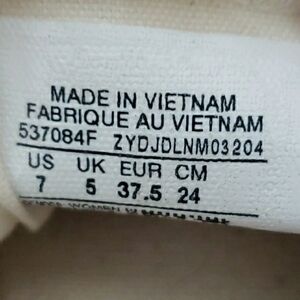 MADE IN VIETNAM
FABRIQUE AU VIETNAM
537084F ZYDJDLNM03204
US UK EUR CM
7 5 37.5 24